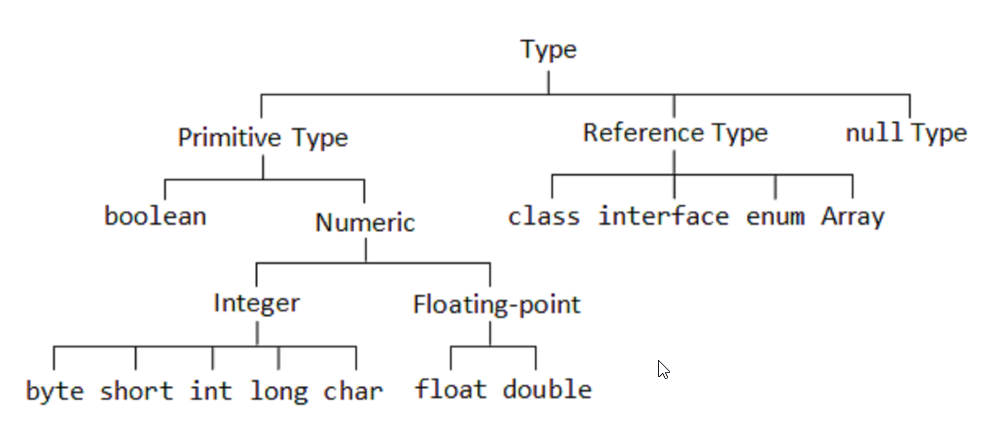 Type
Primitive Type Reference Type null Type
boolean Numeric class interface enum Array
Integer Floating-point
byte short int long char float double